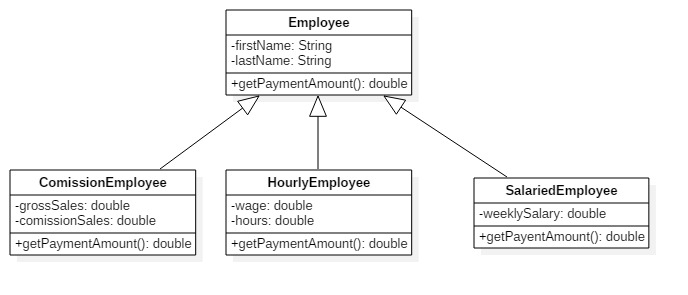 Employee
-firstName: String
-lastName: String
+getPaymentAmount(): double
ComissionEmployee
-grossSales: double
-comissionSales: double
+getPaymentAmount(): double
HourlyEmployee
-wage: double
-hours: double
+getPaymentAmount(): double
SalariedEmployee
-weeklySalary: double
+getPayentAmount(): double